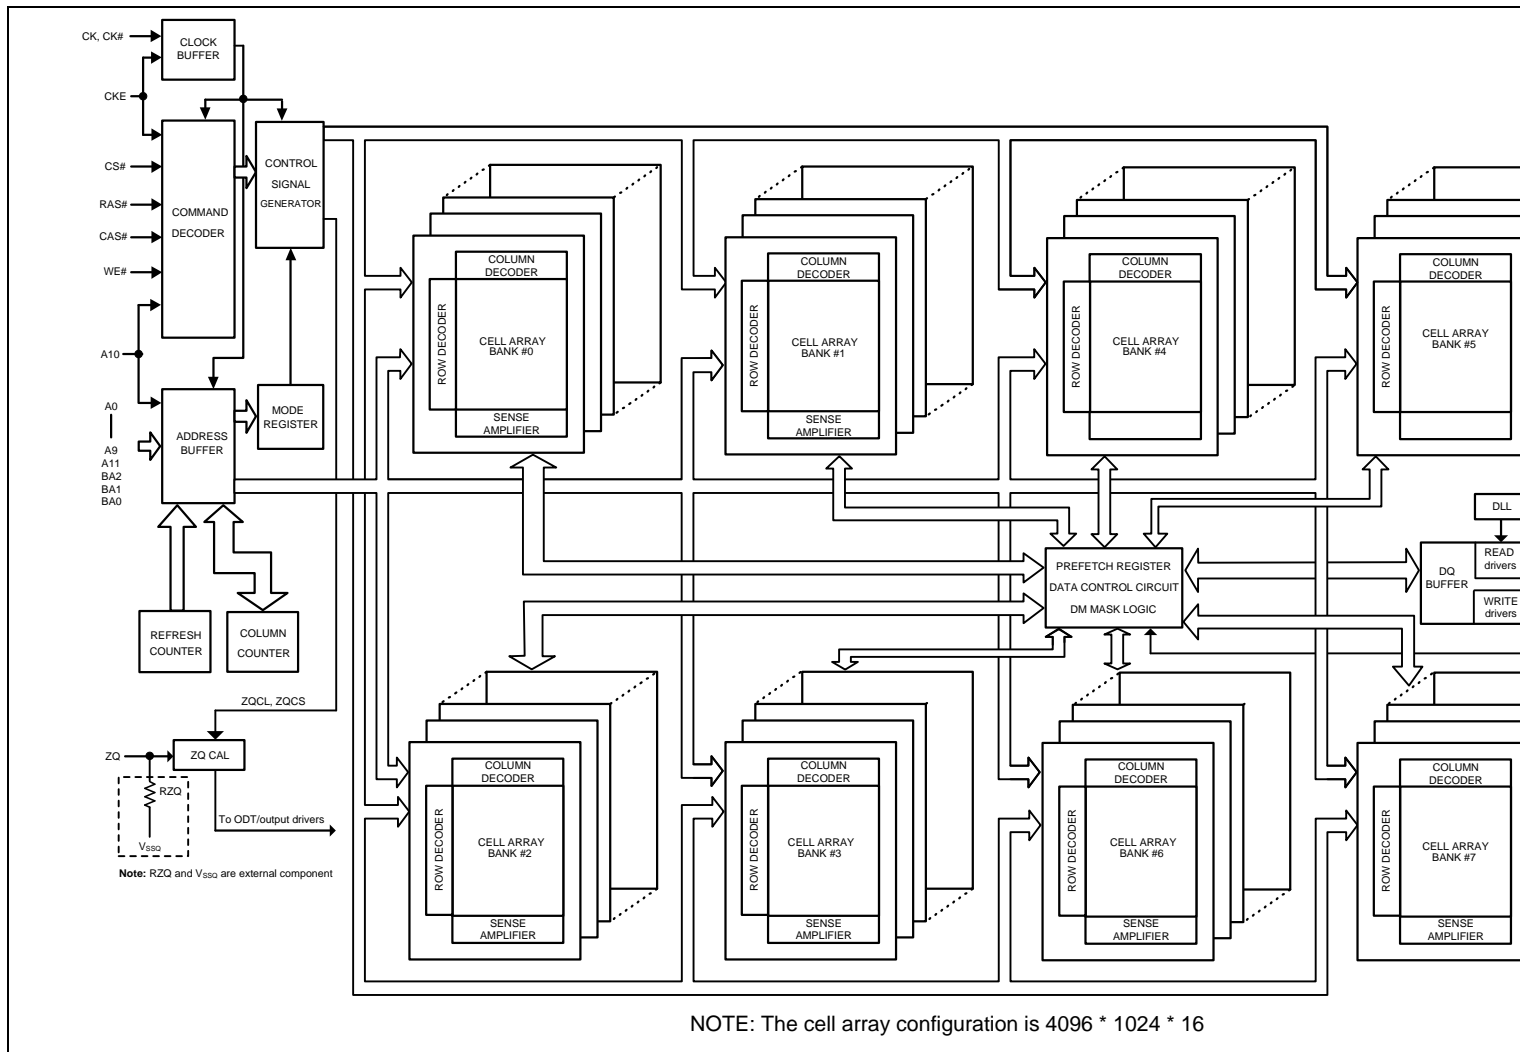 CK, CK#
CLOCK
BUFFER
CKE
CS#
RAS#
CAS#
WE#
COMMAND
DECODER
CONTROL
SIGNAL
GENERATOR
A10
A0
A9
A11
BA2
BA1
BA0
ADDRESS
BUFFER
MODE
REGISTER
REFRESH
COUNTER
COLUMN
COUNTER
ZQCL, ZQCS
ZQ
ZQ CAL
RZQ
VSSQ
To ODT/output drivers
Note: RZQ and VSSQ are external component
COLUMN
DECODER
ROW DECODER
CELL ARRAY
BANK #0
SENSE
AMPLIFIER
COLUMN
DECODER
ROW DECODER
CELL ARRAY
BANK #1
SENSE
AMPLIFIER
COLUMN
DECODER
ROW DECODER
CELL ARRAY
BANK #4
COLUMN
DECODER
ROW DECODER
CELL ARRAY
BANK #5
PREFETCH REGISTER
DATA CONTROL CIRCUIT
DM MASK LOGIC
DLL
DQ
BUFFER
READ
drivers
WRITE
drivers
COLUMN
DECODER
ROW DECODER
CELL ARRAY
BANK #2
SENSE
AMPLIFIER
COLUMN
DECODER
ROW DECODER
CELL ARRAY
BANK #3
SENSE
AMPLIFIER
COLUMN
DECODER
ROW DECODER
CELL ARRAY
BANK #6
SENSE
AMPLIFIER
COLUMN
DECODER
ROW DECODER
CELL ARRAY
BANK #7
SENSE
AMPLIFIER
NOTE: The cell array configuration is 4096 * 1024 * 16